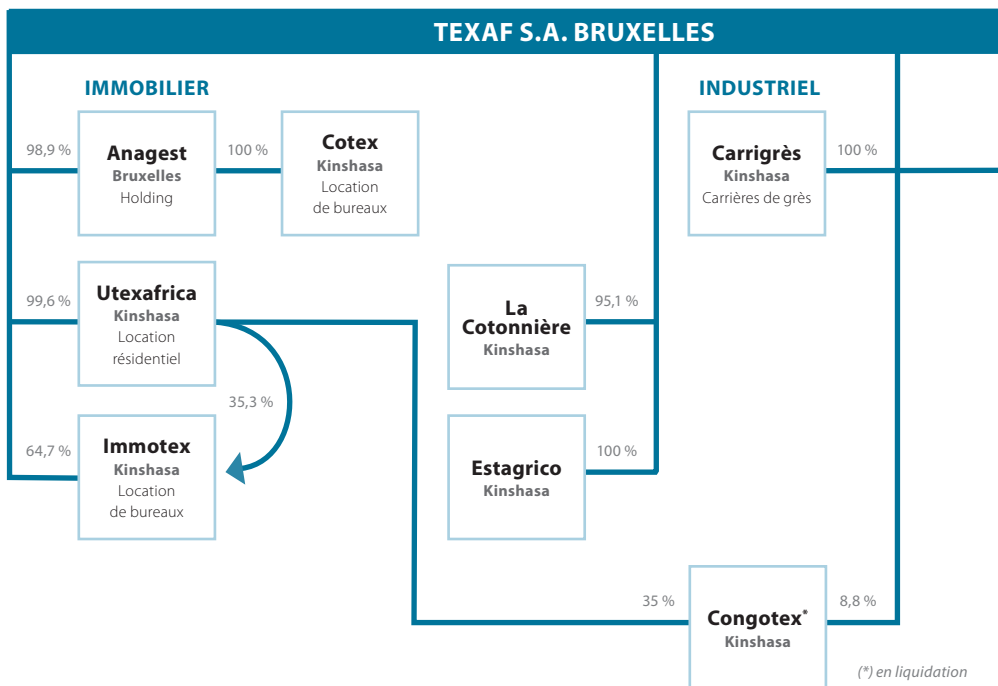 TEXAF S.A. BRUXELLES
IMMOBILIER
INDUSTRIEL
98,9 %
Anagest
Bruxelles
Holding
100 %
Cotex
Kinshasa
Location
de bureaux
Carrigrès
Kinshasa
Carrières de grès
100 %
99,6 %
Utexafrica
Kinshasa
Location
résidentiel
La
Cotonnière
Kinshasa
95,1 %
35,3 %
64,7 %
Immotex
Kinshasa
Location
de bureaux
Estagrico
Kinshasa
100 %
35 %
Congotex*
Kinshasa
8,8 %
(*) en liquidation